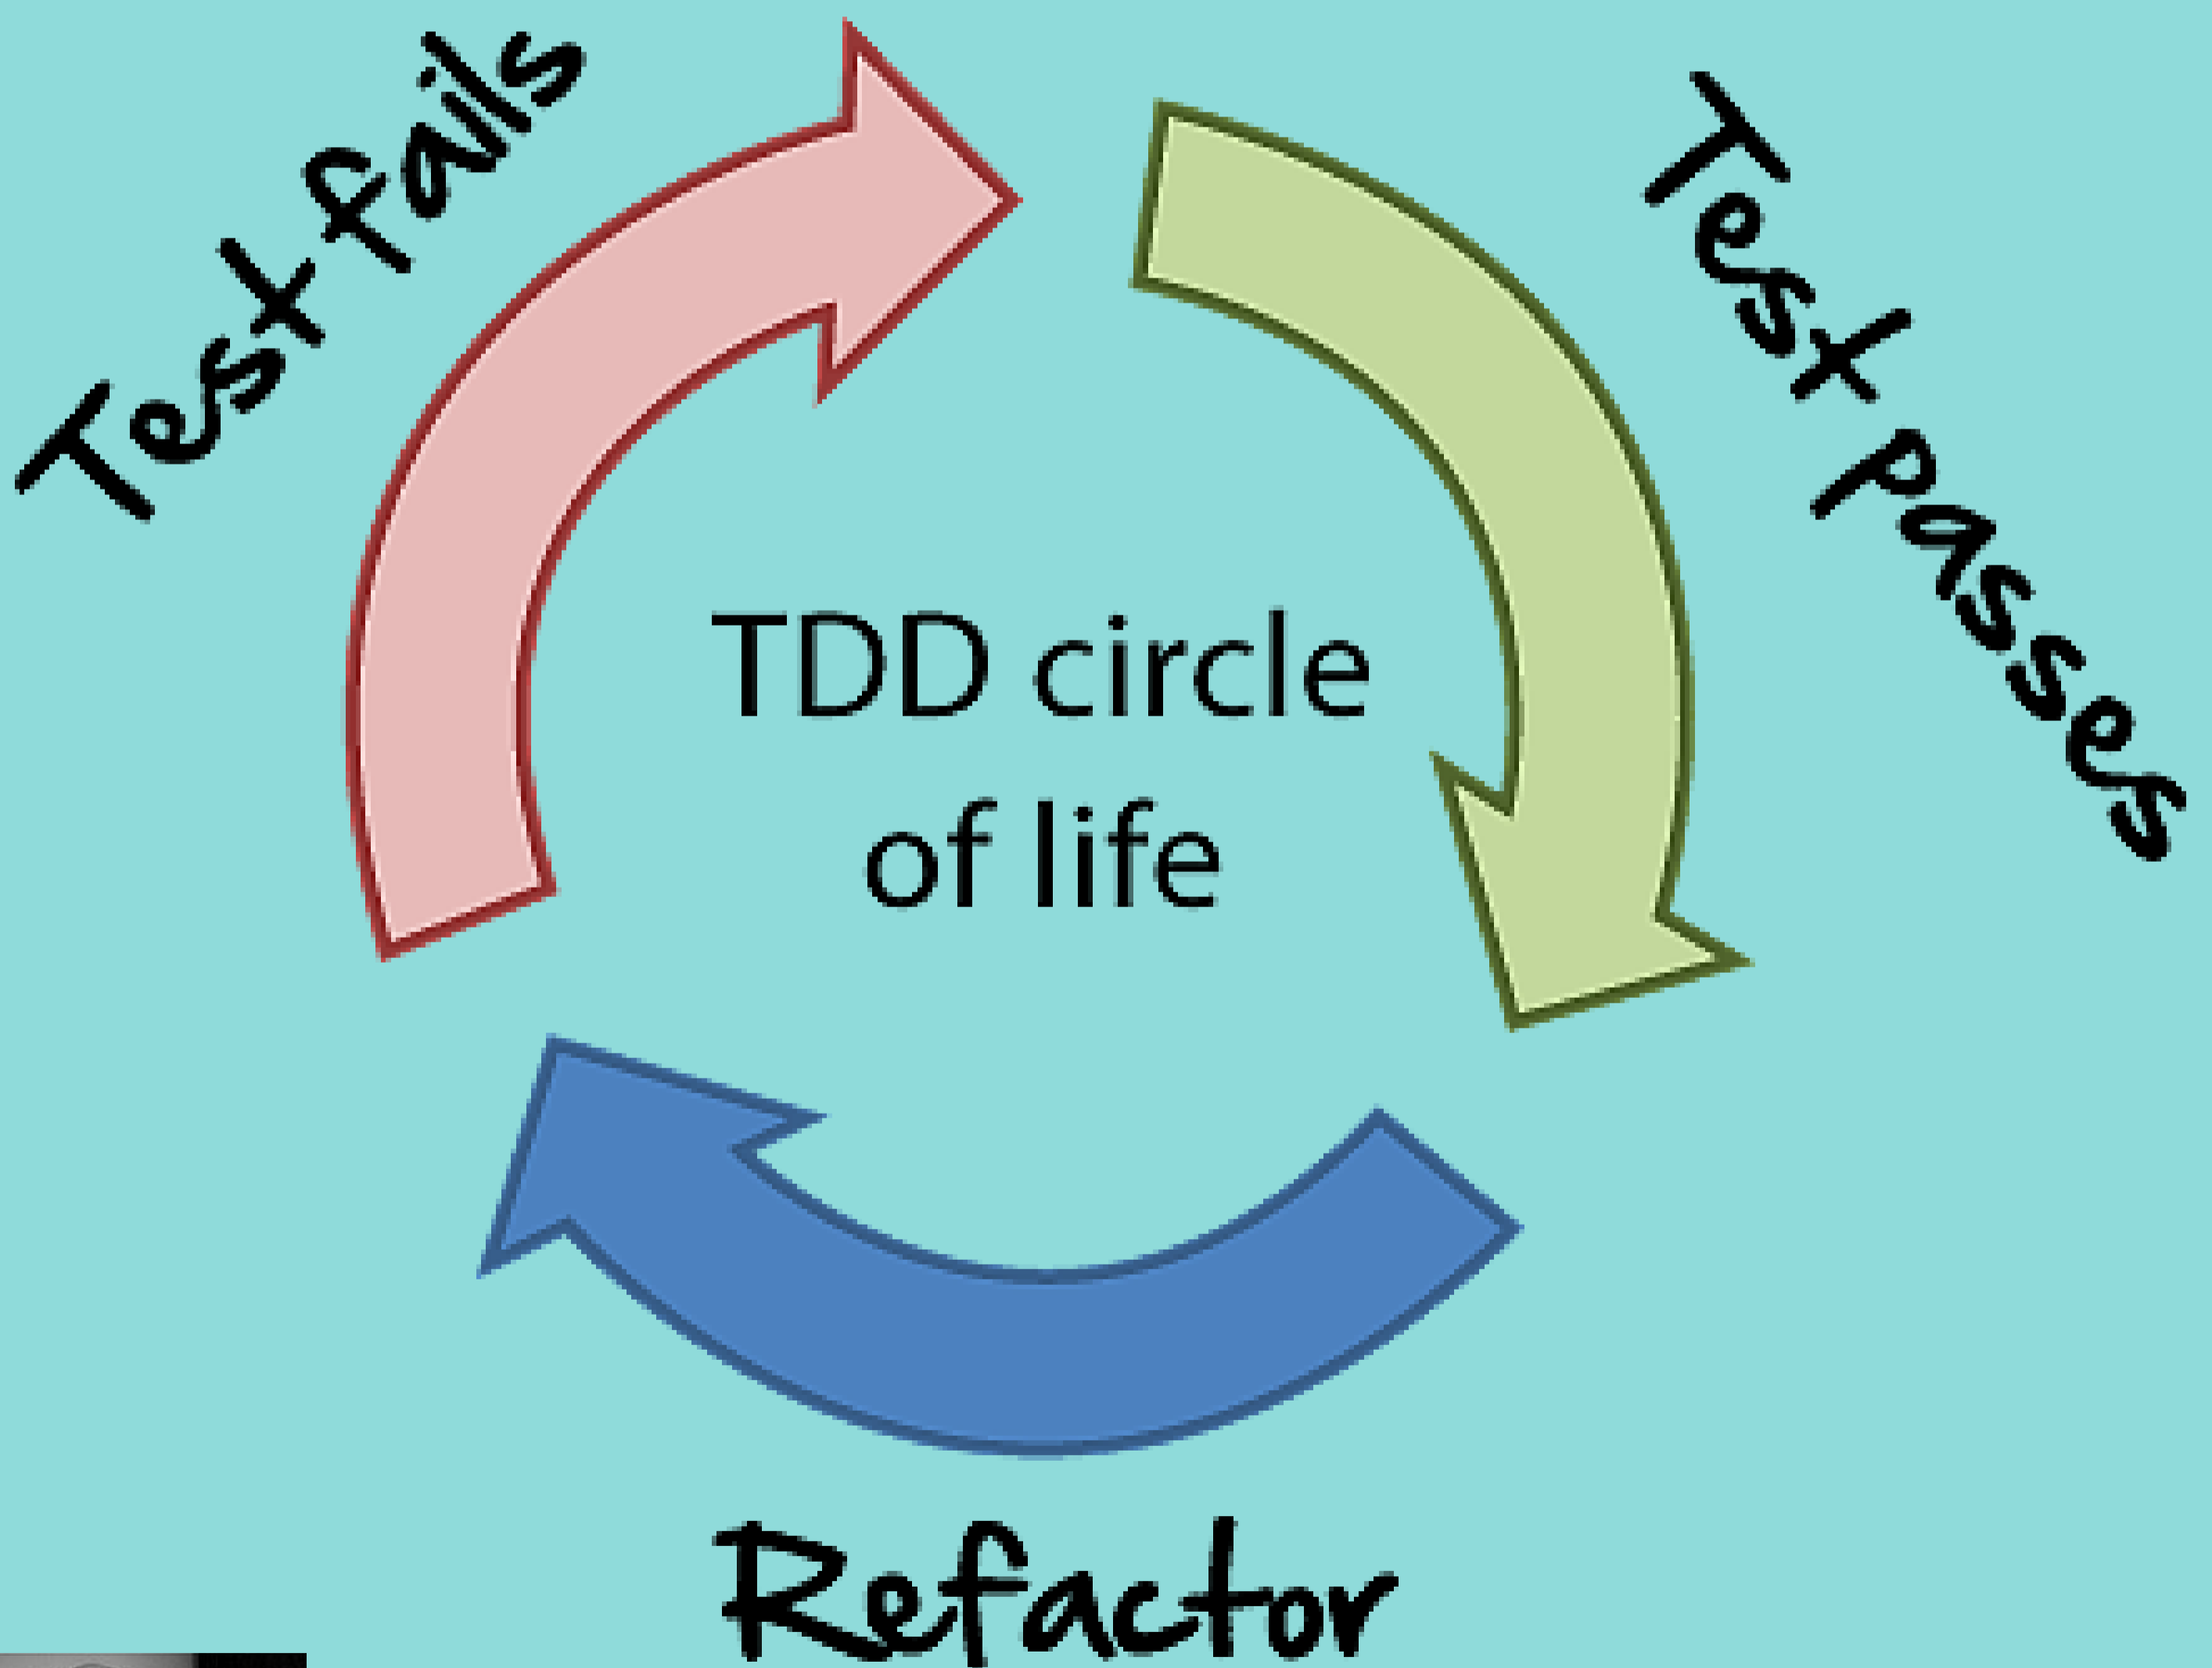 Test fails
Test passes
TDD circle
of life
Refactor